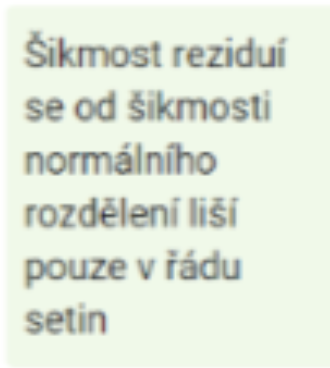 Šikmost reziduí
se od šikmosti
normálního
rozdělení liší
pouze v řádu
setin